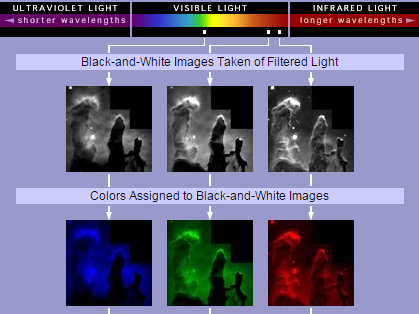 ULTRAVIOLET LIGHT
VISIBLE LIGHT
INFRARED LIGHT
shorter wavelengths
longer wavelengths
Black-and-White Images Taken of Filtered Light
Colors Assigned to Black-and-White Images